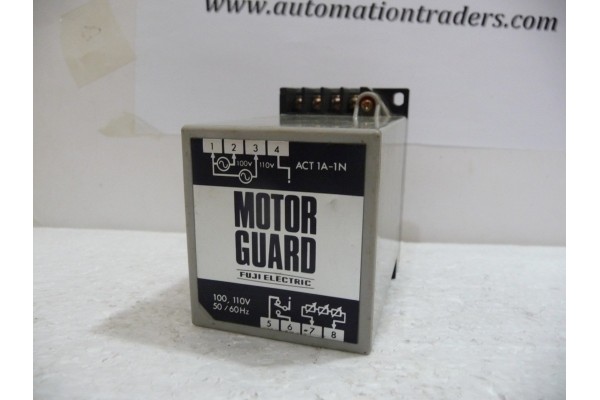 www.automationtraders.com
1 2 3 4
100V 110V ACT 1A-1N
MOTOR
GUARD
FUJI ELECTRIC
100, 110V
50/60Hz
5 6 -7 8